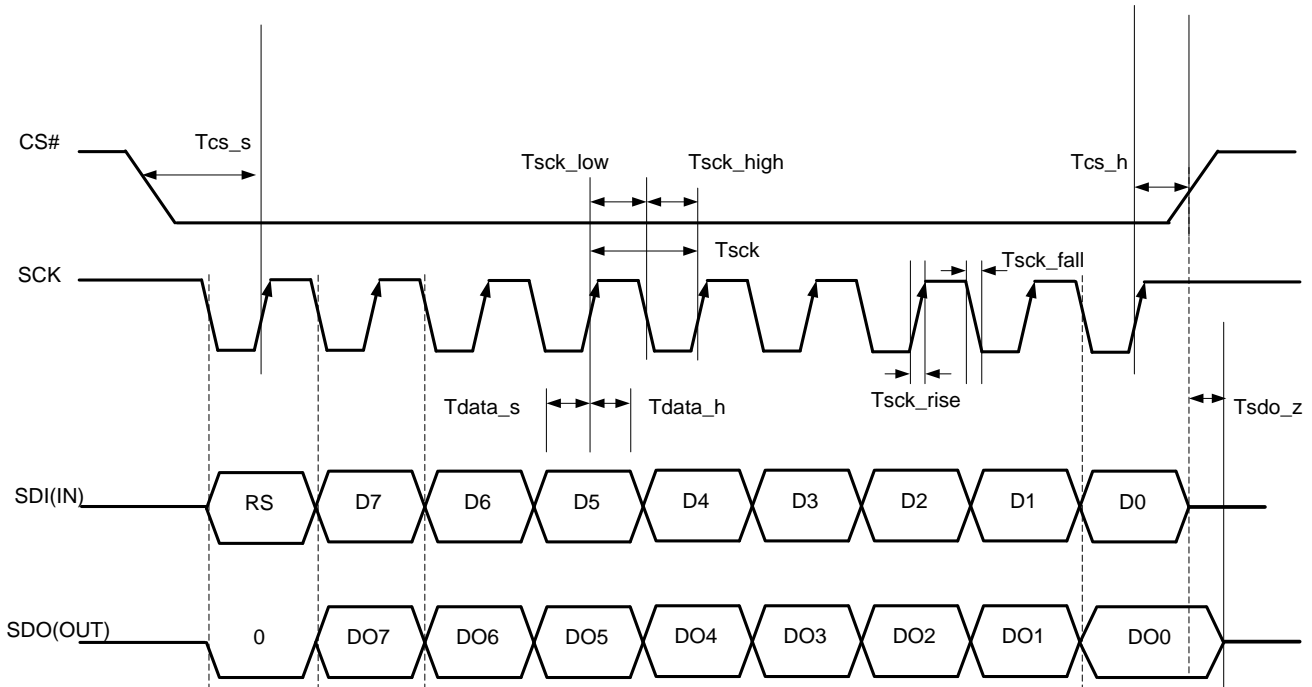 CS#
Tcs_s
Tsck_low
Tsck_high
Tcs_h
Tsck
SCK
Tsck_fall
Tdata_s
Tdata_h
Tsck_rise
Tsdo_z
SDI(IN)
RS
D7
D6
D5
D4
D3
D2
D1
D0
SDO(OUT)
0
DO7
DO6
DO5
DO4
DO3
DO2
DO1
DO0